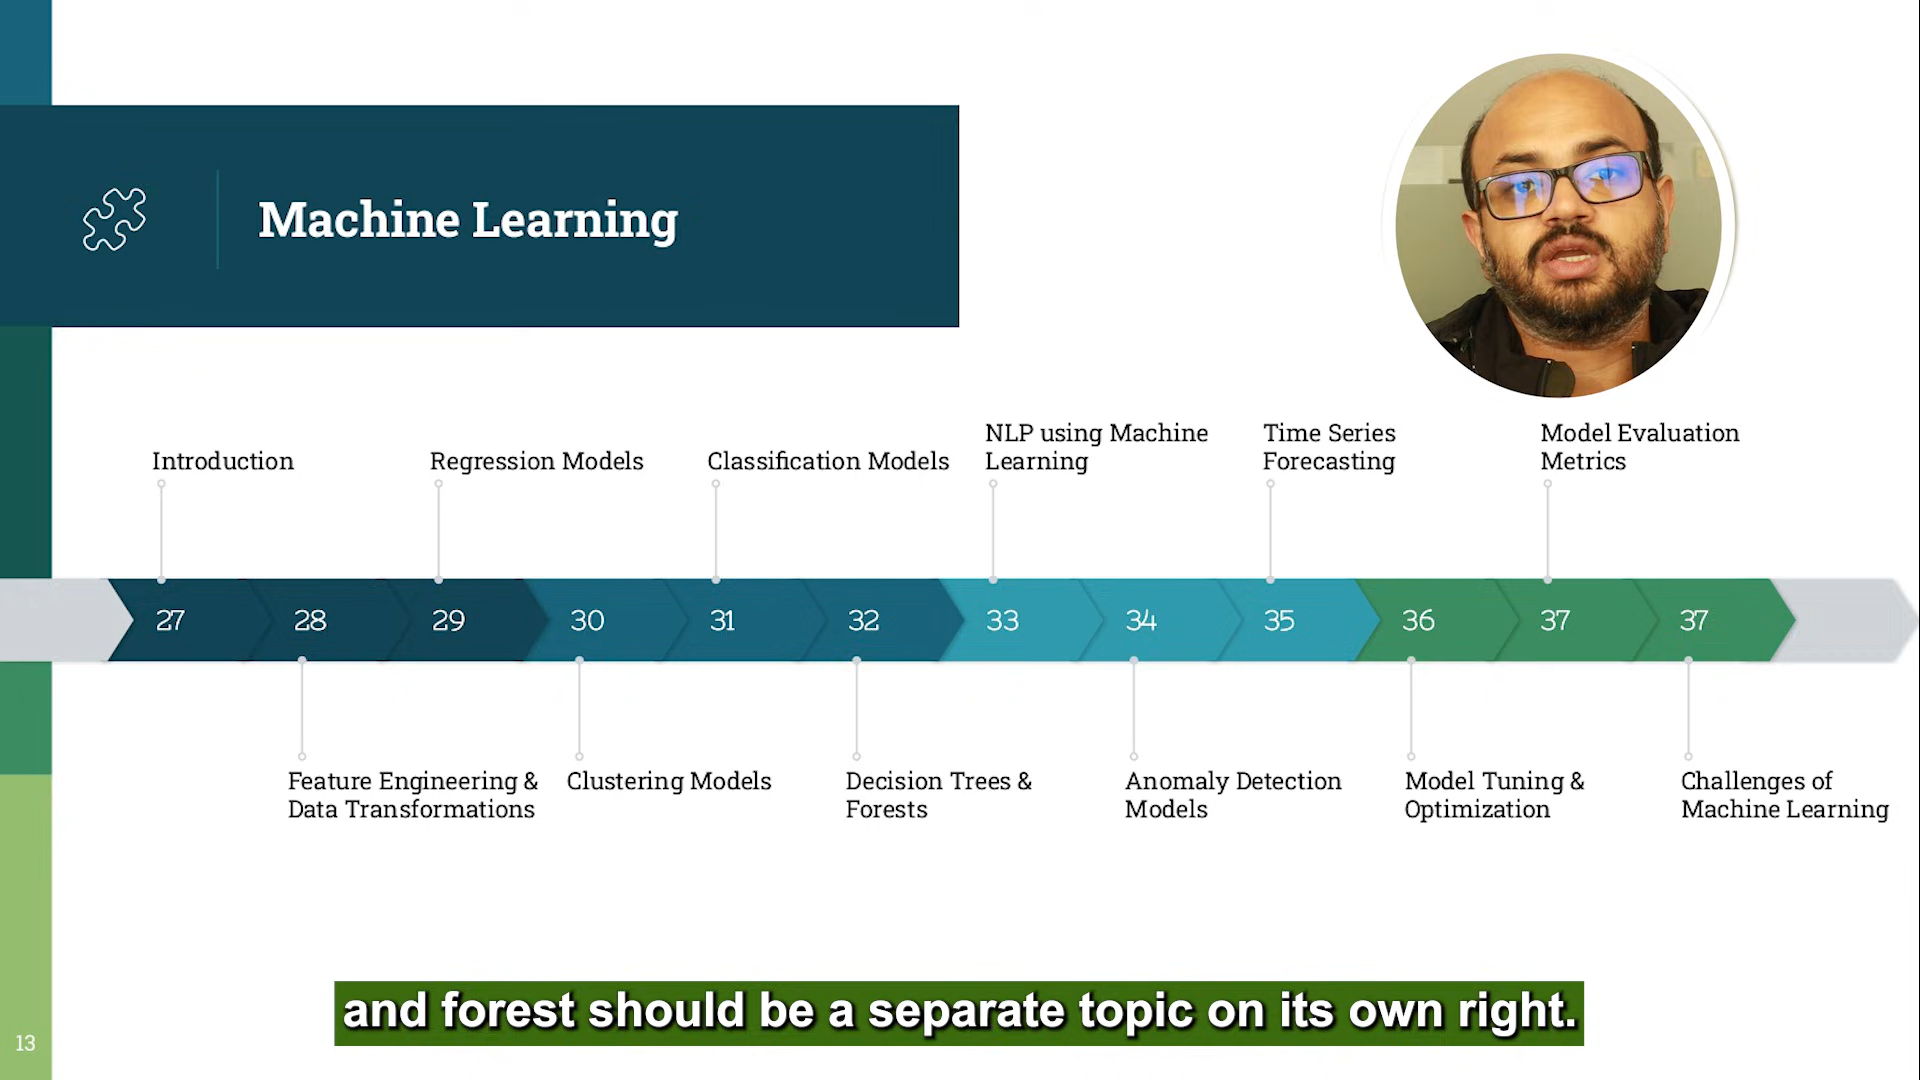 Machine Learning
NLP using Machine
Learning
Time Series
Forecasting
Model Evaluation
Metrics
Introduction
Regression Models
Classification Models
27
28
29
30
31
32
33
34
35
36
37
37
Feature Engineering &
Data Transformations
Clustering Models
Decision Trees &
Forests
Anomaly Detection
Models
Model Tuning &
Optimization
Challenges of
Machine Learning
and forest should be a separate topic on its own right.
13